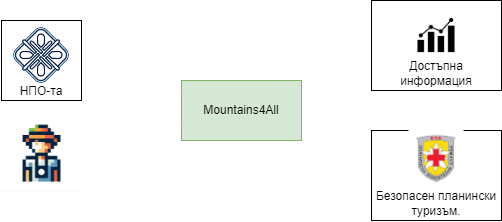 НПО-та
Mountains4All
Достъпна
информация
Безопасен планински
туризъм.